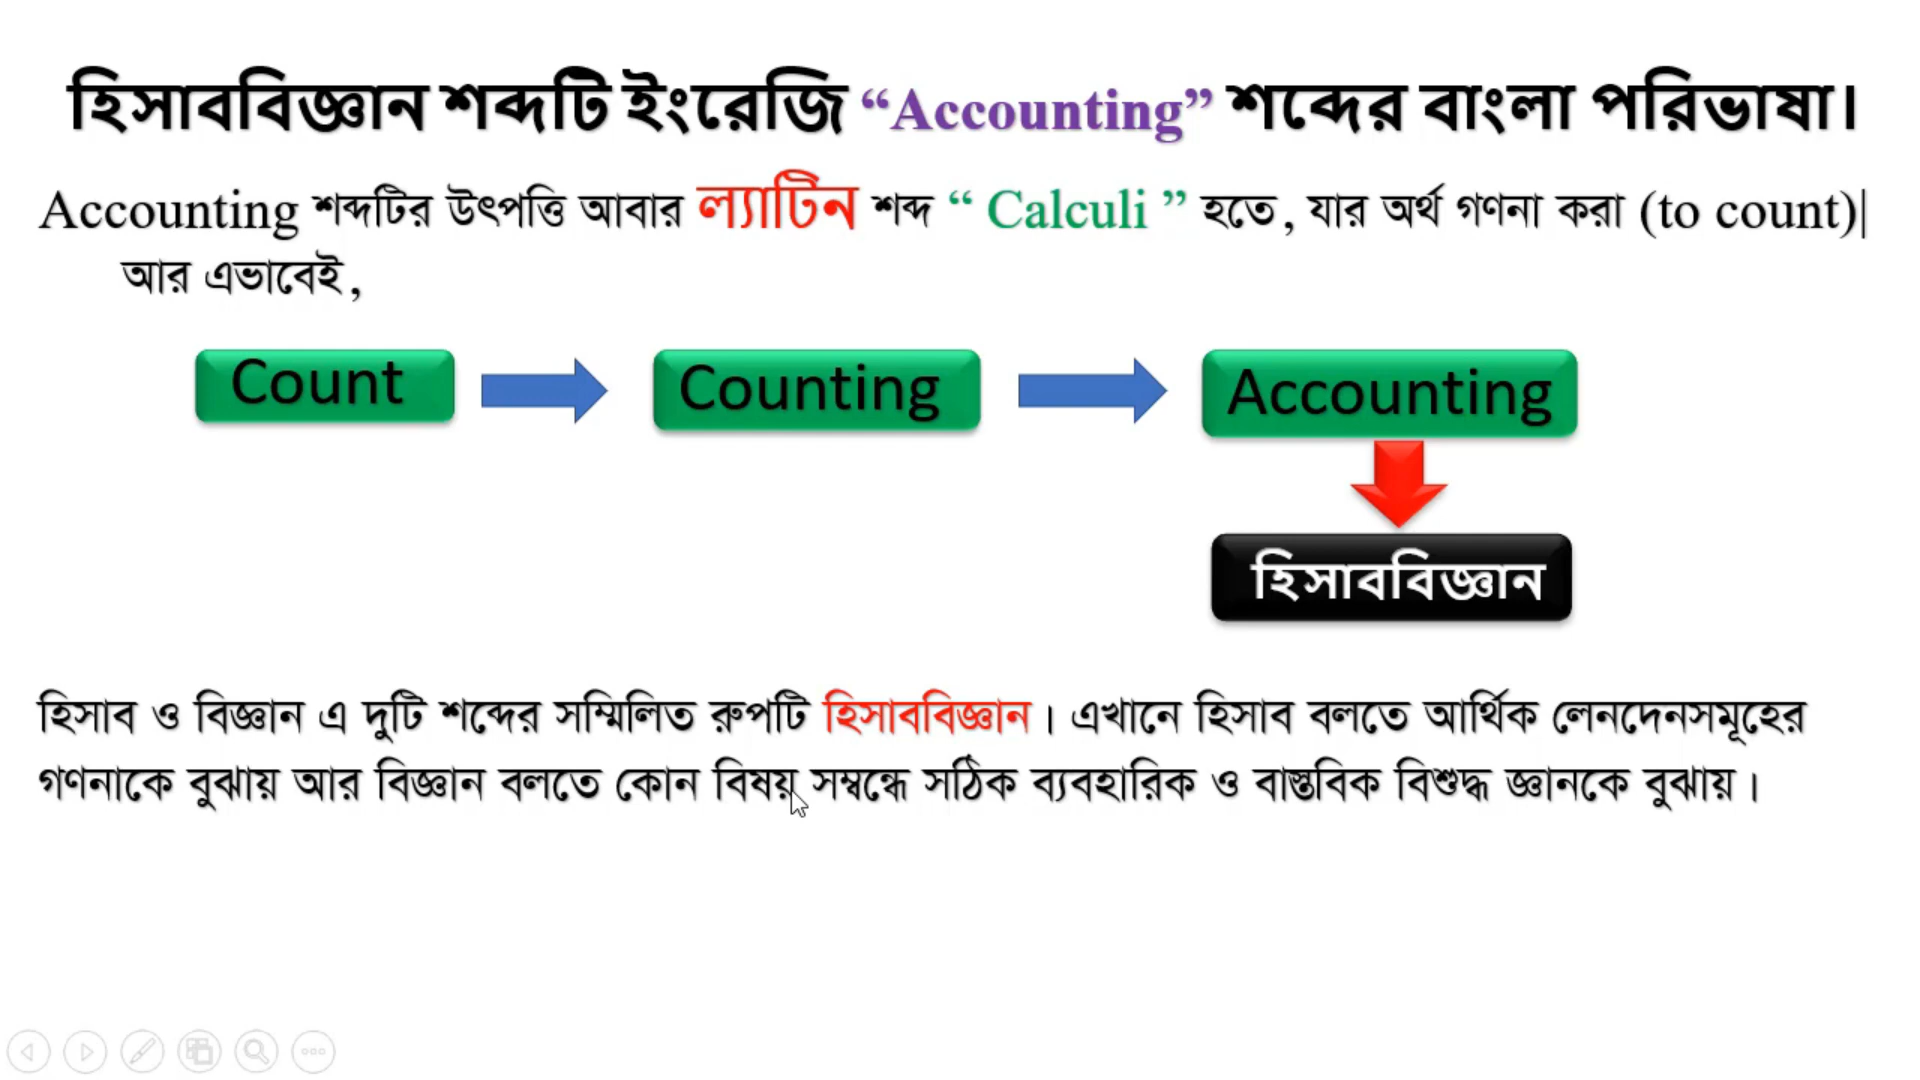 হিসাববিজ্ঞান শব্দটি ইংরেজি “Accounting” শব্দের বাংলা পরিভাষা।
Accounting শব্দটির উৎপত্তি আবার ল্যাটিন শব্দ “ Calculi ” হতে, যার অর্থ গণনা করা (to count)|
আর এভাবেই,
Count
Counting
Accounting
হিসাববিজ্ঞান
হিসাব ও বিজ্ঞান এ দুটি শব্দের সম্মিলিত রুপটি হিসাববিজ্ঞান । এখানে হিসাব বলতে আর্থিক লেনদেনসমূহের
গণনাকে বুঝায় আর বিজ্ঞান বলতে কোন বিষয় সম্বন্ধে সঠিক ব্যবহারিক ও বাস্তবিক বিশুদ্ধ জ্ঞানকে বুঝায় ।